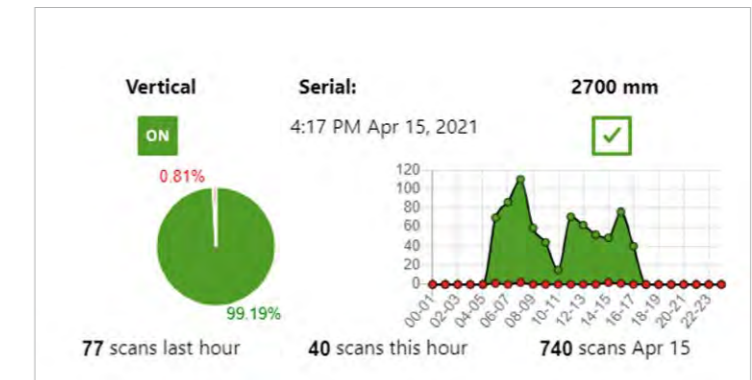 Vertical Serial: 2700 mm
ON 4:17 PM Apr 15, 2021
0.81%
99.19%
120
100
80
60
40
20
0
00-01 02-03 04-05 06-07 08-09 10-11 12-13 14-15 16-17 18-19 20-21 22-23
77 scans last hour 40 scans this hour 740 scans Apr 15